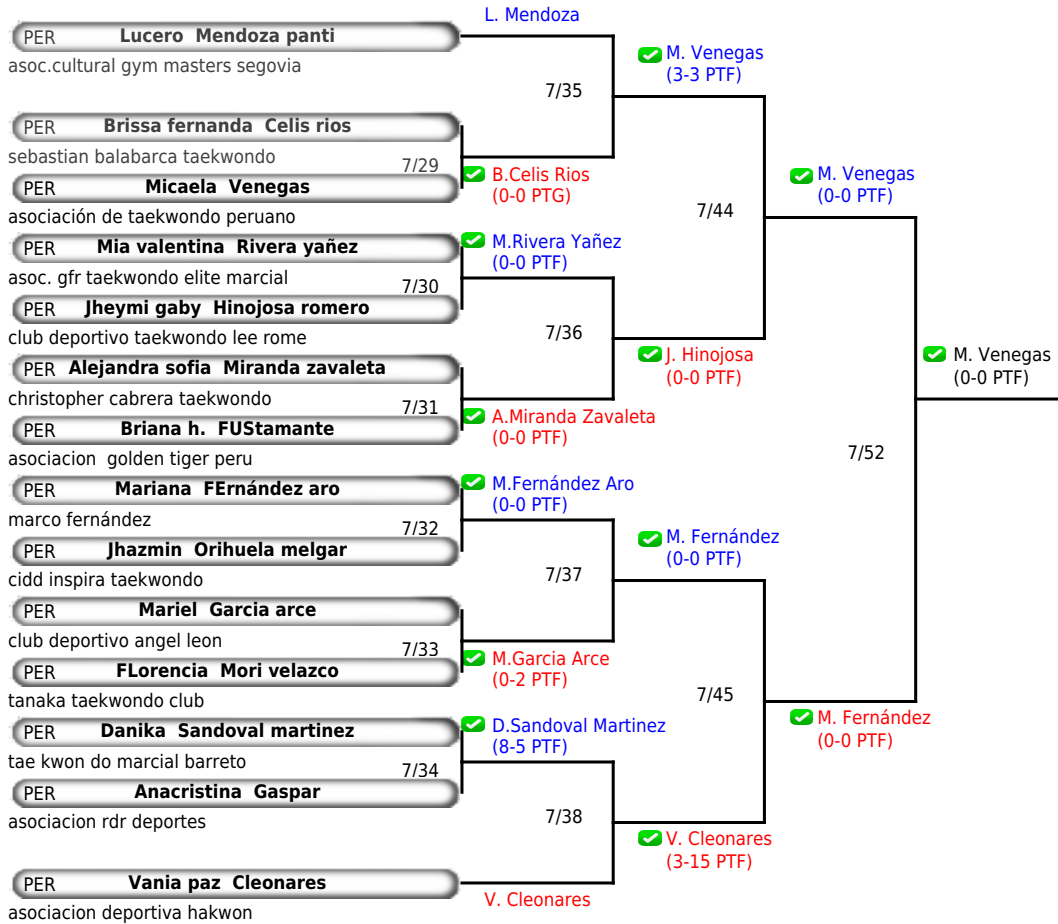 PER Lucero Mendoza panti
asoc.cultural gym masters segovia
PER Brissa fernanda Celis rios
sebastian balabarca taekwondo
7/29
PER Micaela Venegas
asociación de taekwondo peruano
PER Mia valentina Rivera yañez
asoc. gfr taekwondo elite marcial
7/30
PER Jheymi gaby Hinojosa romero
club deportivo taekwondo lee rome
PER Alejandra sofia Miranda zavaleta
christopher cabrera taekwondo
7/31
PER Briana h. FUStamante
asociacion golden tiger peru
PER Mariana FErnández aro
marco fernández
7/32
PER Jhazmin Orihuela melgar
cidd inspira taekwondo
PER Mariel Garcia arce
club deportivo angel leon
7/33
PER FLorencia Mori velazco
tanaka taekwondo club
PER Danika Sandoval martinez
tae kwon do marcial barreto
7/34
PER Anacristina Gaspar
asociacion rdr deportes
PER Vania paz Cleonares
asociacion deportiva hakwon
L. Mendoza
7/35
B.Celis Rios
(0-0 PTG)
M.Rivera Yañez
(0-0 PTF)
7/36
A.Miranda Zavaleta
(0-0 PTF)
M.Fernández Aro
(0-0 PTF)
7/37
M.Garcia Arce
(0-2 PTF)
D.Sandoval Martinez
(8-5 PTF)
7/38
V. Cleonares
M. Venegas
(3-3 PTF)
7/44
J. Hinojosa
(0-0 PTF)
M. Fernández
(0-0 PTF)
7/45
V. Cleonares
(3-15 PTF)
M. Venegas
(0-0 PTF)
7/52
M. Fernández
(0-0 PTF)
M. Venegas
(0-0 PTF)